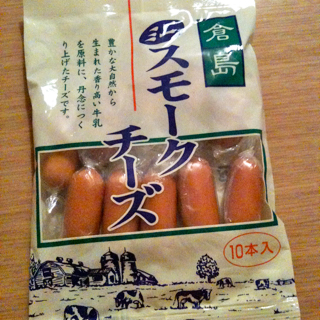 倉島
ミニスモーク
チーズ
豊かな大自然から
生まれた香り高い牛乳
を原料に、丹念につく
り上げたチーズです。
10本入